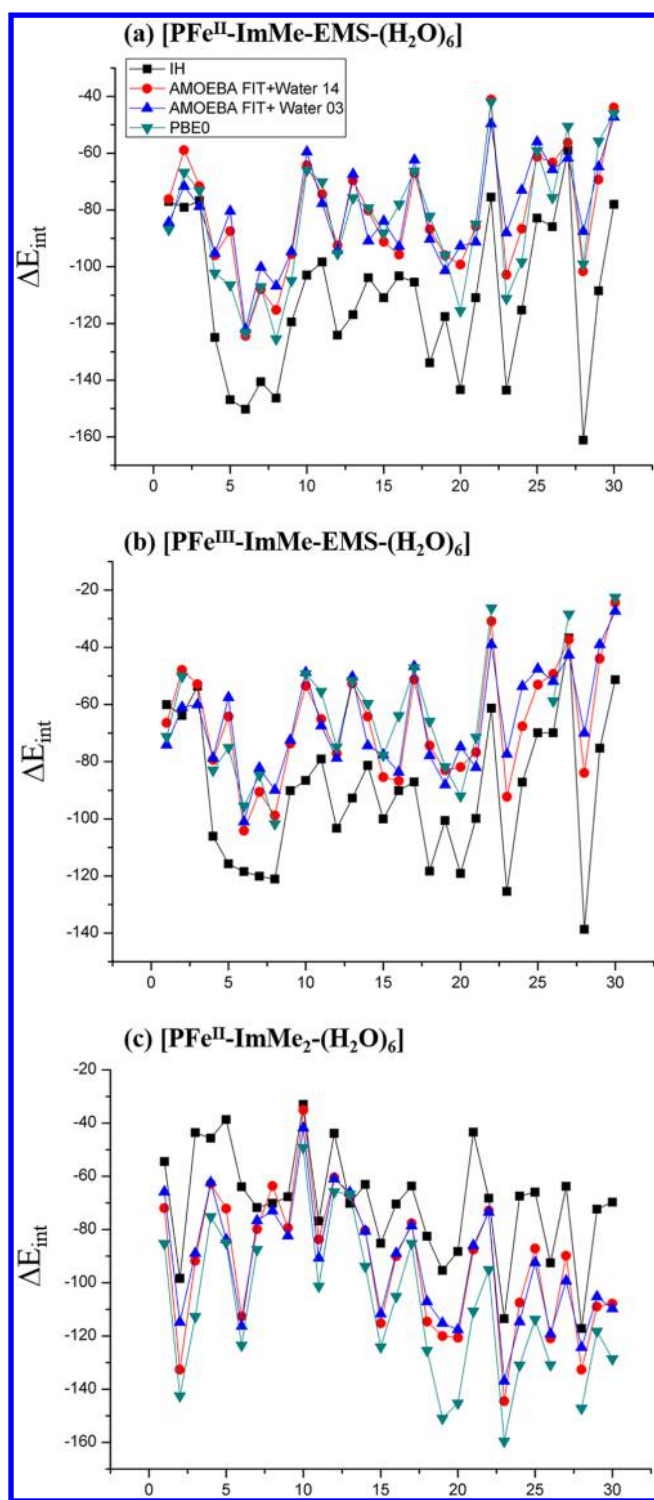 (a) [PFeᴵᴵ-ImMe-EMS-(H₂O)₆]
IH
AMOEBA FIT+Water 14
AMOEBA FIT+ Water 03
PBE0
-40
-60
-80
-100
-120
-140
-160
ΔE_int
0 5 10 15 20 25 30
(b) [PFeᴵᴵᴵ-ImMe-EMS-(H₂O)₆]
-20
-40
-60
-80
-100
-120
-140
ΔE_int
0 5 10 15 20 25 30
(c) [PFeᴵᴵ-ImMe₂-(H₂O)₆]
-20
-40
-60
-80
-100
-120
-140
-160
ΔE_int
0 5 10 15 20 25 30